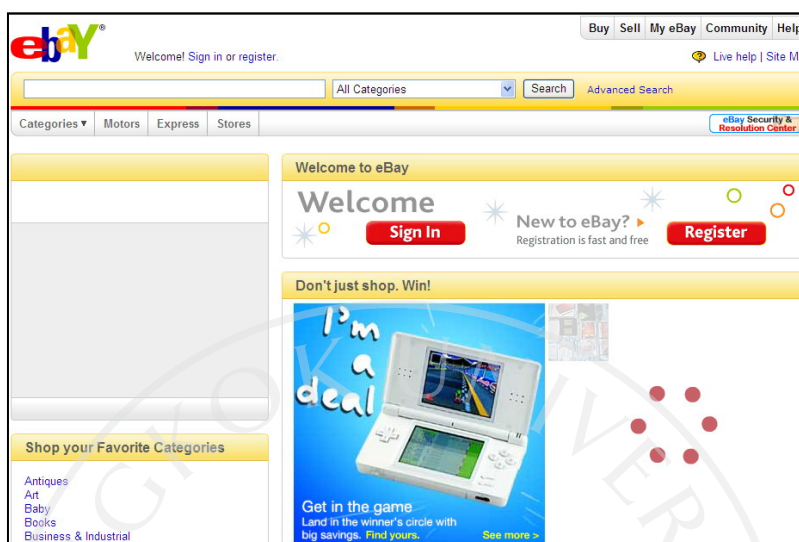 ebaY®
Buy Sell My eBay Community Help
Welcome! Sign in or register.
Live help | Site M
All Categories
Search
Advanced Search
Categories ▾ Motors Express Stores
eBay Security &
Resolution Center
Welcome to eBay
Welcome
Sign In
New to eBay?
Registration is fast and free
Register
Don't just shop. Win!
I'm
a
deal
Get in the game
Land in the winner's circle with
big savings. Find yours.
See more >
Shop your Favorite Categories
Antiques
Art
Baby
Books
Business & Industrial
GKOK UNIVER